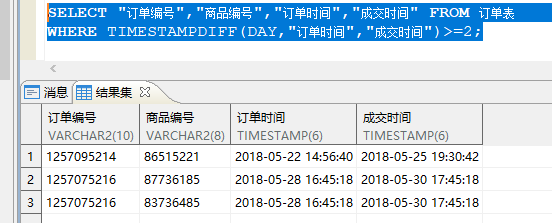 SELECT "订单编号","商品编号","订单时间","成交时间" FROM 订单表
WHERE TIMESTAMPDIFF(DAY,"订单时间","成交时间")>=2;
消息 结果集
订单编号 商品编号 订单时间 成交时间
VARCHAR2(10) VARCHAR2(8) TIMESTAMP(6) TIMESTAMP(6)
1 1257095214 86515221 2018-05-22 14:56:40 2018-05-25 19:30:42
2 1257075216 87736185 2018-05-28 16:45:18 2018-05-30 17:45:18
3 1257075216 83736485 2018-05-28 16:45:18 2018-05-30 17:45:18